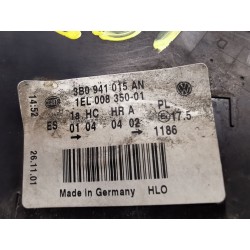 3B0 941 015 AN
1EL 008 350-01
1a HC HR A PL
ES 01 04 04 02 E1 17.5
1186
14:52
26.11.01
Made in Germany HLO